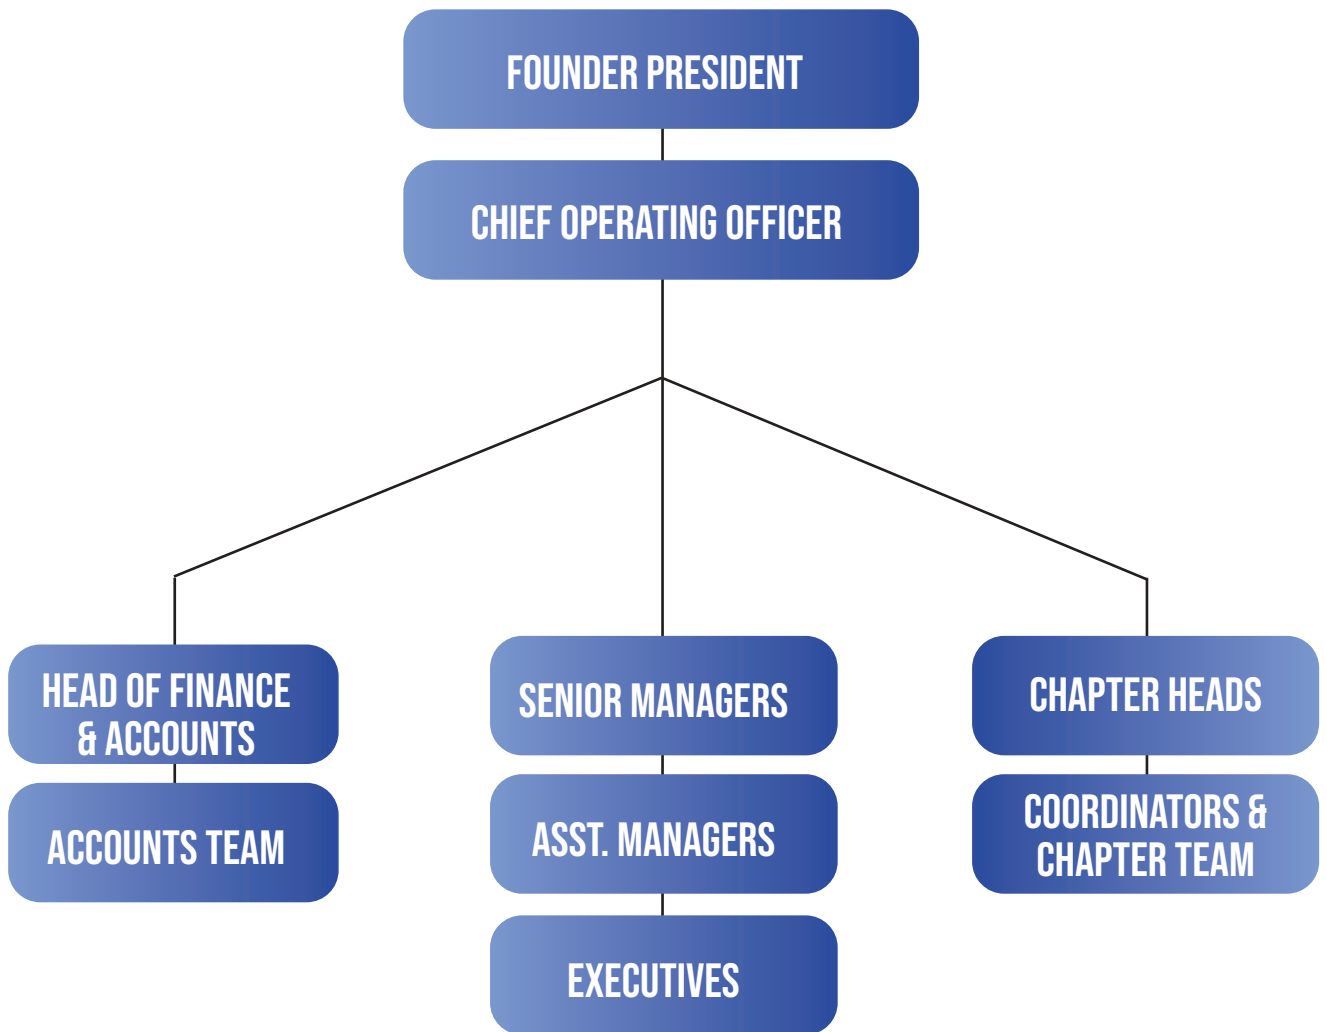 FOUNDER PRESIDENT
CHIEF OPERATING OFFICER
HEAD OF FINANCE
& ACCOUNTS
ACCOUNTS TEAM
SENIOR MANAGERS
ASST. MANAGERS
EXECUTIVES
CHAPTER HEADS
COORDINATORS &
CHAPTER TEAM